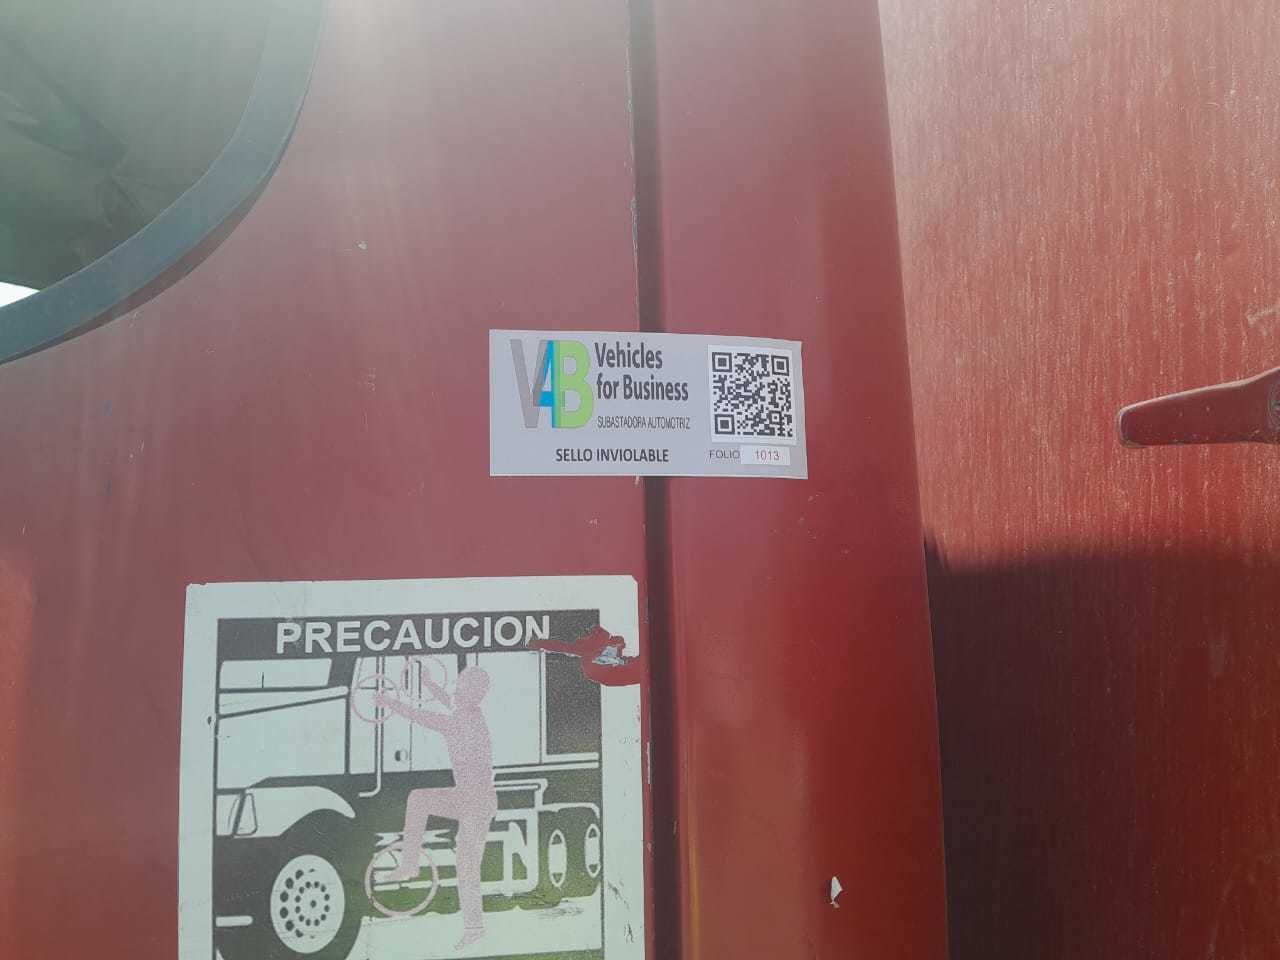 V4B Vehicles
for Business
SUBASTADORA AUTOMOTRIZ
SELLO INVIOLABLE
FOLIO 1013
PRECAUCION